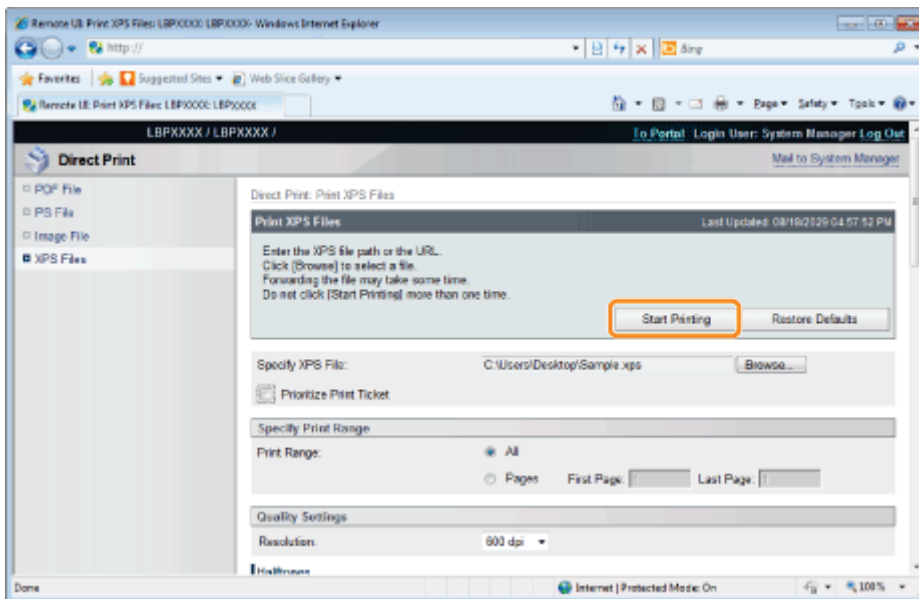 Remote UI: Print XPS Files: LBPXXXX: LBPXXXX - Windows Internet Explorer
http://
Bing
Favorites Suggested Sites Web Slice Gallery
Remote UI: Print XPS Files: LBPXXXX: LBPXXXX
Page Safety Tools
LBPXXXX / LBPXXXX / To Portal Login User: System Manager Log Out
Direct Print Mail to System Manager
PDF File
PS File
Image File
XPS Files
Direct Print: Print XPS Files
Print XPS Files Last Updated: 08/18/2029 04:57:52 PM
Enter the XPS file path or the URL.
Click [Browse] to select a file.
Forwarding the file may take some time.
Do not click [Start Printing] more than one time.
Start Printing Restore Defaults
Specify XPS File: C:\Users\Desktop\Sample.xps Browse...
Prioritize Print Ticket
Specify Print Range
Print Range: All
Pages First Page: 1 Last Page: 1
Quality Settings
Resolution: 600 dpi
Halftones
Done Internet | Protected Mode: On 100%